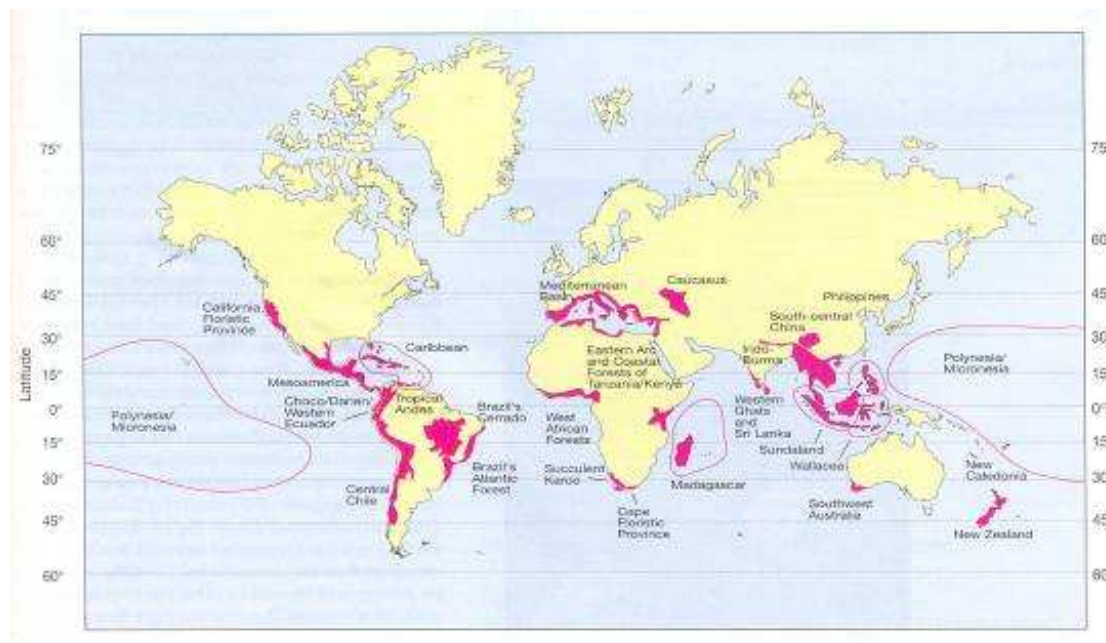 75°
75
60°
60
45°
45
30°
30
15°
15
0°
0
15°
15
30°
30
45°
45
60°
60
Latitude
California
Floristic
Province
Polynesia/
Micronesia
Mesoamerica
Caribbean
Choco/Darien/
Western
Ecuador
Tropical
Andes
Brazil's
Cerrado
Brazil's
Atlantic
Forest
Central
Chile
Mediterranean
Basin
Caucasus
Eastern Arc
and Coastal
Forests of
Tanzania/Kenya
West
African
Forests
Succulent
Karoo
Cape
Floristic
Province
Madagascar
Philippines
South-central
China
Indo-
Burma
Western
Ghats
and
Sri Lanka
Sundaland
Wallacea
Southwest
Australia
Polynesia/
Micronesia
New
Caledonia
New Zealand